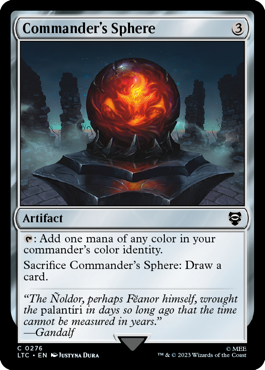 Commander's Sphere 3
Artifact
: Add one mana of any color in your
commander's color identity.
Sacrifice Commander's Sphere: Draw a
card.
"The Ñoldor, perhaps Fëanor himself, wrought
the palantíri in days so long ago that the time
cannot be measured in years."
—Gandalf
C 0276
LTC • EN Justyna Dura
© MEE
™ & © 2023 Wizards of the Coast